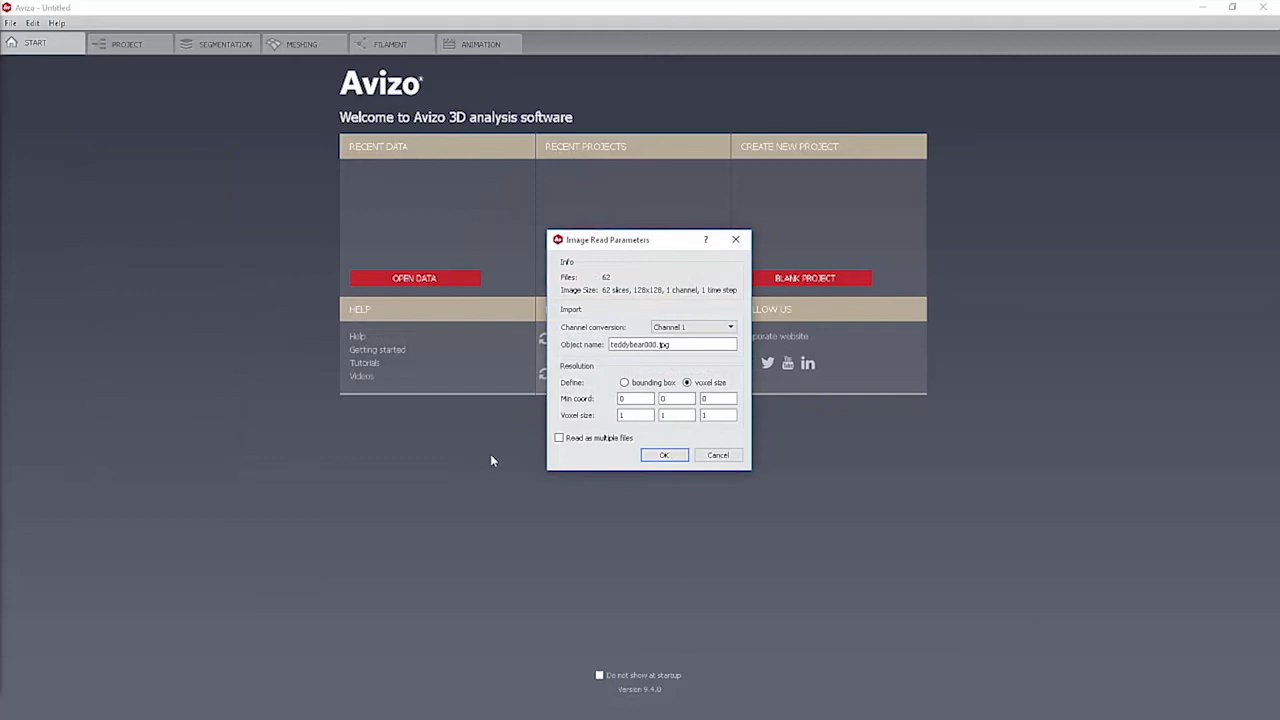 Avizo - Untitled
File Edit Help
START PROJECT SEGMENTATION MESHING FILAMENT ANIMATION
Avizo
Welcome to Avizo 3D analysis software
RECENT DATA RECENT PROJECTS CREATE NEW PROJECT
Image Read Parameters ?
Info
Files: 62
Image Size: 62 slices, 128x128, 1 channel, 1 time step
OPEN DATA BLANK PROJECT
HELP LLOW US
Import
Channel conversion: Channel 1
Object name: teddybear000.jpg
Help
Getting started
Tutorials
Videos
porate website
Resolution
Define: bounding box voxel size
Min coord: 0 0 0
Voxel size: 1 1 1
Read as multiple files
OK Cancel
Do not show at startup
Version 9.4.0